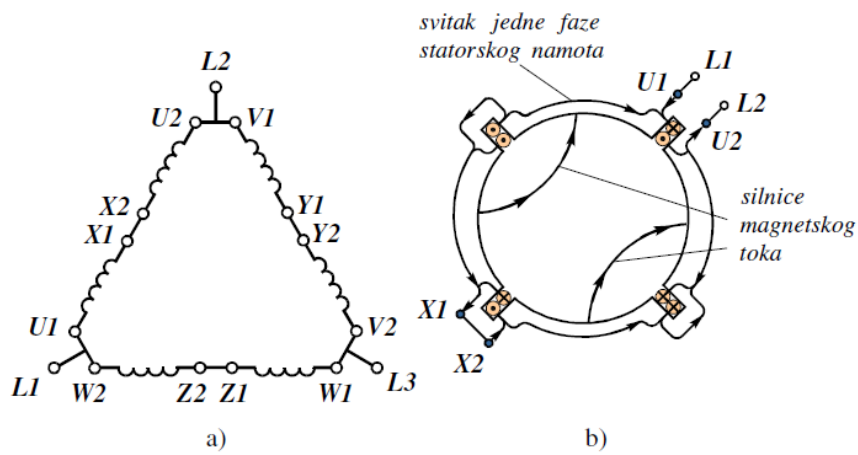 L2
U2
V1
X2
X1
Y1
Y2
U1
V2
L1
W2
Z2
Z1
W1
L3
a)
svitak jedne faze
statorskog namota
L1
U1
L2
U2
silnice
magnetskog
toka
X1
X2
b)